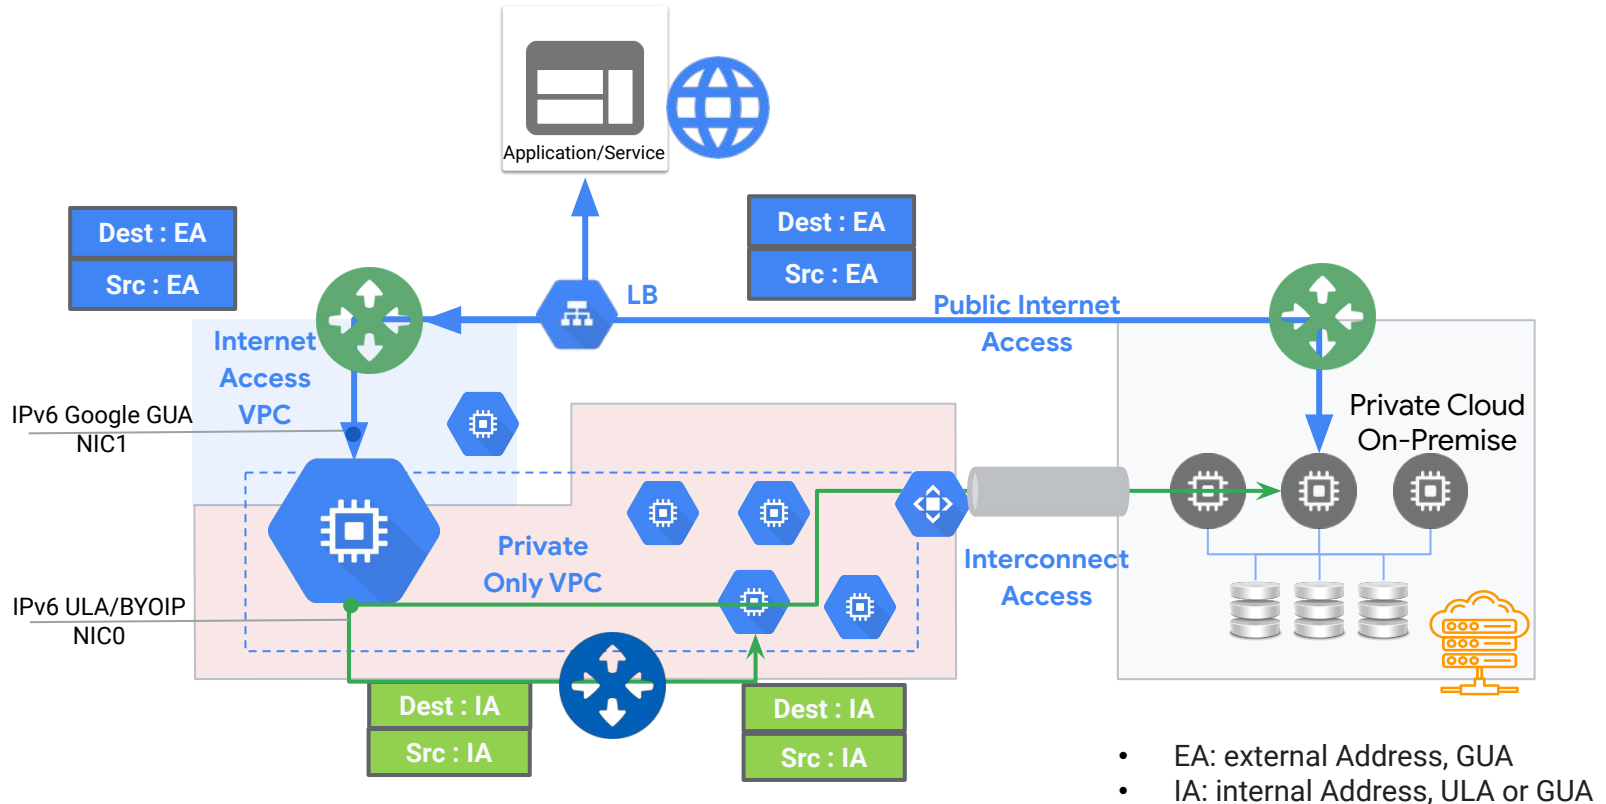 Application/Service
Dest : EA
Src : EA
Dest : EA
Src : EA
LB
Public Internet
Access
Internet
Access
VPC
IPv6 Google GUA
NIC1
Private Cloud
On-Premise
Private
Only VPC
Interconnect
Access
IPv6 ULA/BYOIP
NIC0
Dest : IA
Src : IA
Dest : IA
Src : IA
• EA: external Address, GUA
• IA: internal Address, ULA or GUA